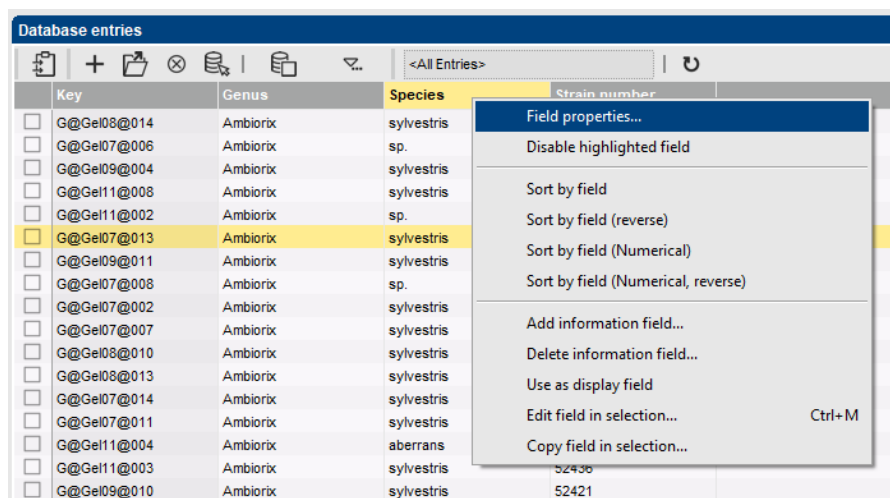 Database entries
<All Entries>
Key Genus Species Strain number
G@Gel08@014 Ambiorix sylvestris
G@Gel07@006 Ambiorix sp.
G@Gel09@004 Ambiorix sylvestris
G@Gel11@008 Ambiorix sylvestris
G@Gel11@002 Ambiorix sp.
G@Gel07@013 Ambiorix sylvestris
G@Gel09@011 Ambiorix sylvestris
G@Gel07@008 Ambiorix sp.
G@Gel07@002 Ambiorix sylvestris
G@Gel07@007 Ambiorix sylvestris
G@Gel08@010 Ambiorix sylvestris
G@Gel08@013 Ambiorix sylvestris
G@Gel07@014 Ambiorix sylvestris
G@Gel07@011 Ambiorix sylvestris
G@Gel11@004 Ambiorix aberrans
G@Gel11@003 Ambiorix sylvestris 52436
G@Gel09@010 Ambiorix sylvestris 52421
Field properties...
Disable highlighted field
Sort by field
Sort by field (reverse)
Sort by field (Numerical)
Sort by field (Numerical, reverse)
Add information field...
Delete information field...
Use as display field
Edit field in selection... Ctrl+M
Copy field in selection...